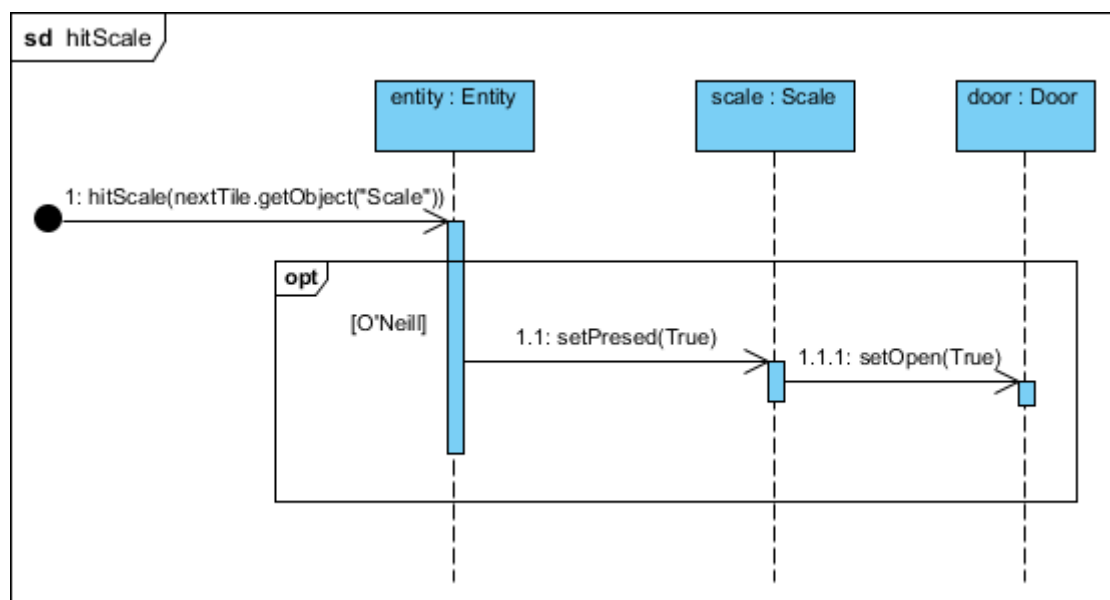 sd hitScale
entity : Entity
scale : Scale
door : Door
1: hitScale(nextTile.getObject("Scale"))
opt
[O"Neill]
1.1: setPresed(True)
1.1.1: setOpen(True)